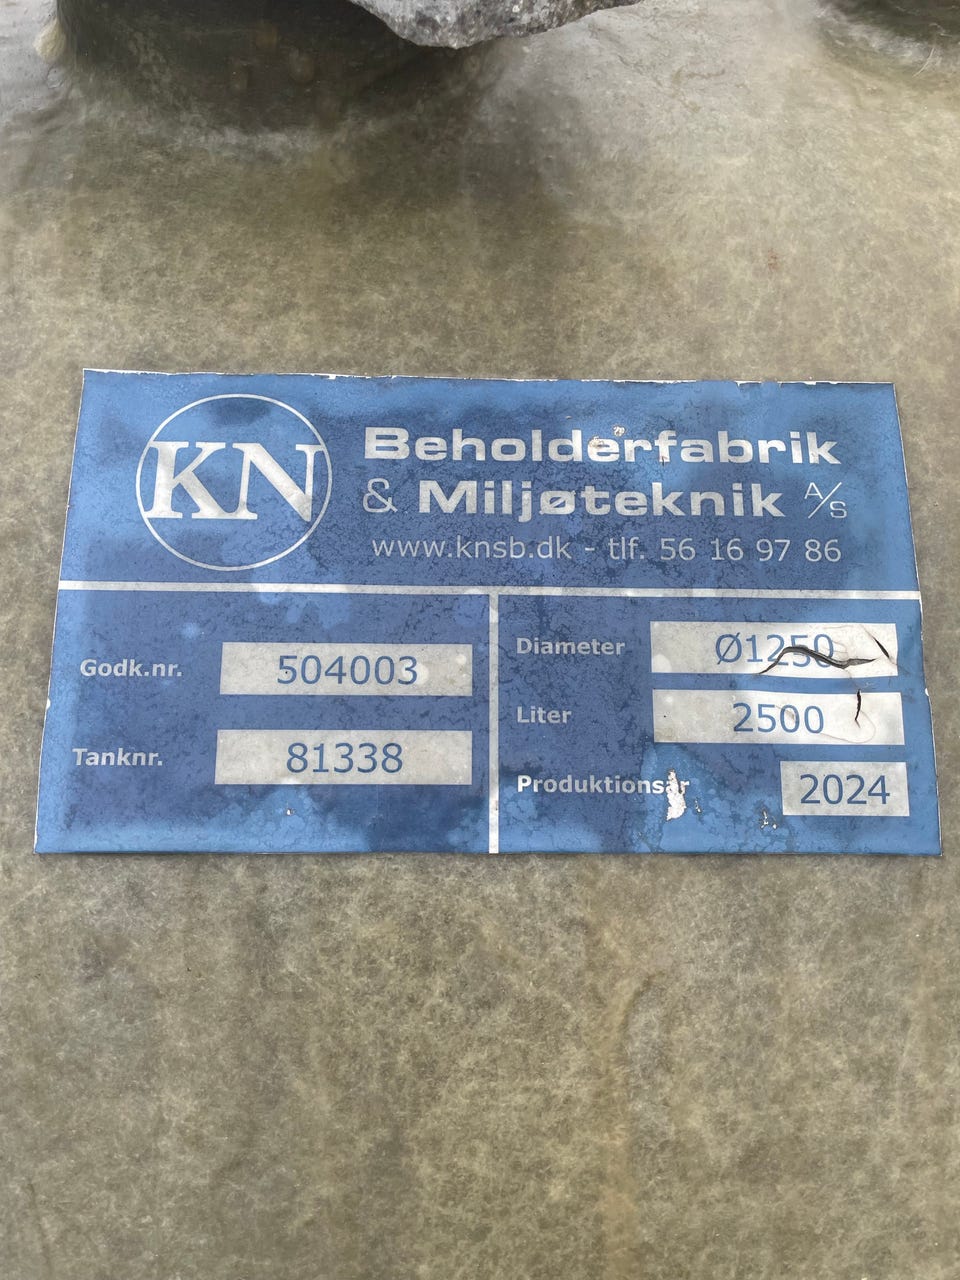 KN
Beholderfabrik
& Miljøteknik A/S
www.knsb.dk - tlf. 56 16 97 86
Godk.nr. 504003
Tanknr. 81338
Diameter Ø1250
Liter 2500
Produktionsår 2024